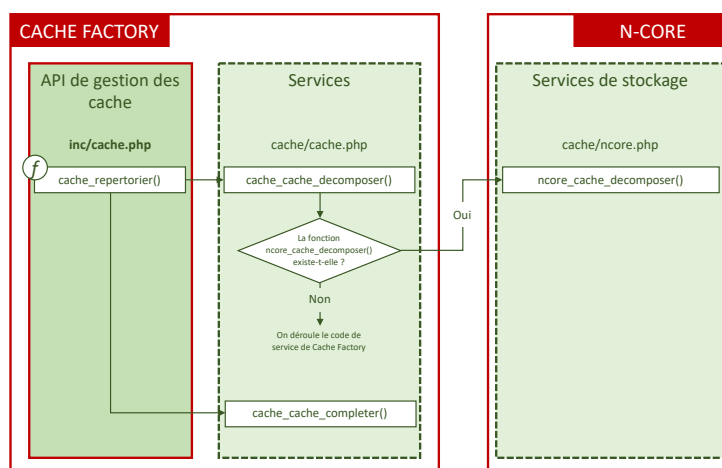 CACHE FACTORY
N-CORE
API de gestion des
cache
Services
Services de stockage
inc/cache.php
cache/cache.php
cache/ncore.php
f
cache_repertorier()
cache_cache_decomposer()
ncore_cache_decomposer()
Oui
La fonction
ncore_cache_decomposer()
existe-t-elle ?
Non
On déroule le code de
service de Cache Factory
cache_cache_completer()